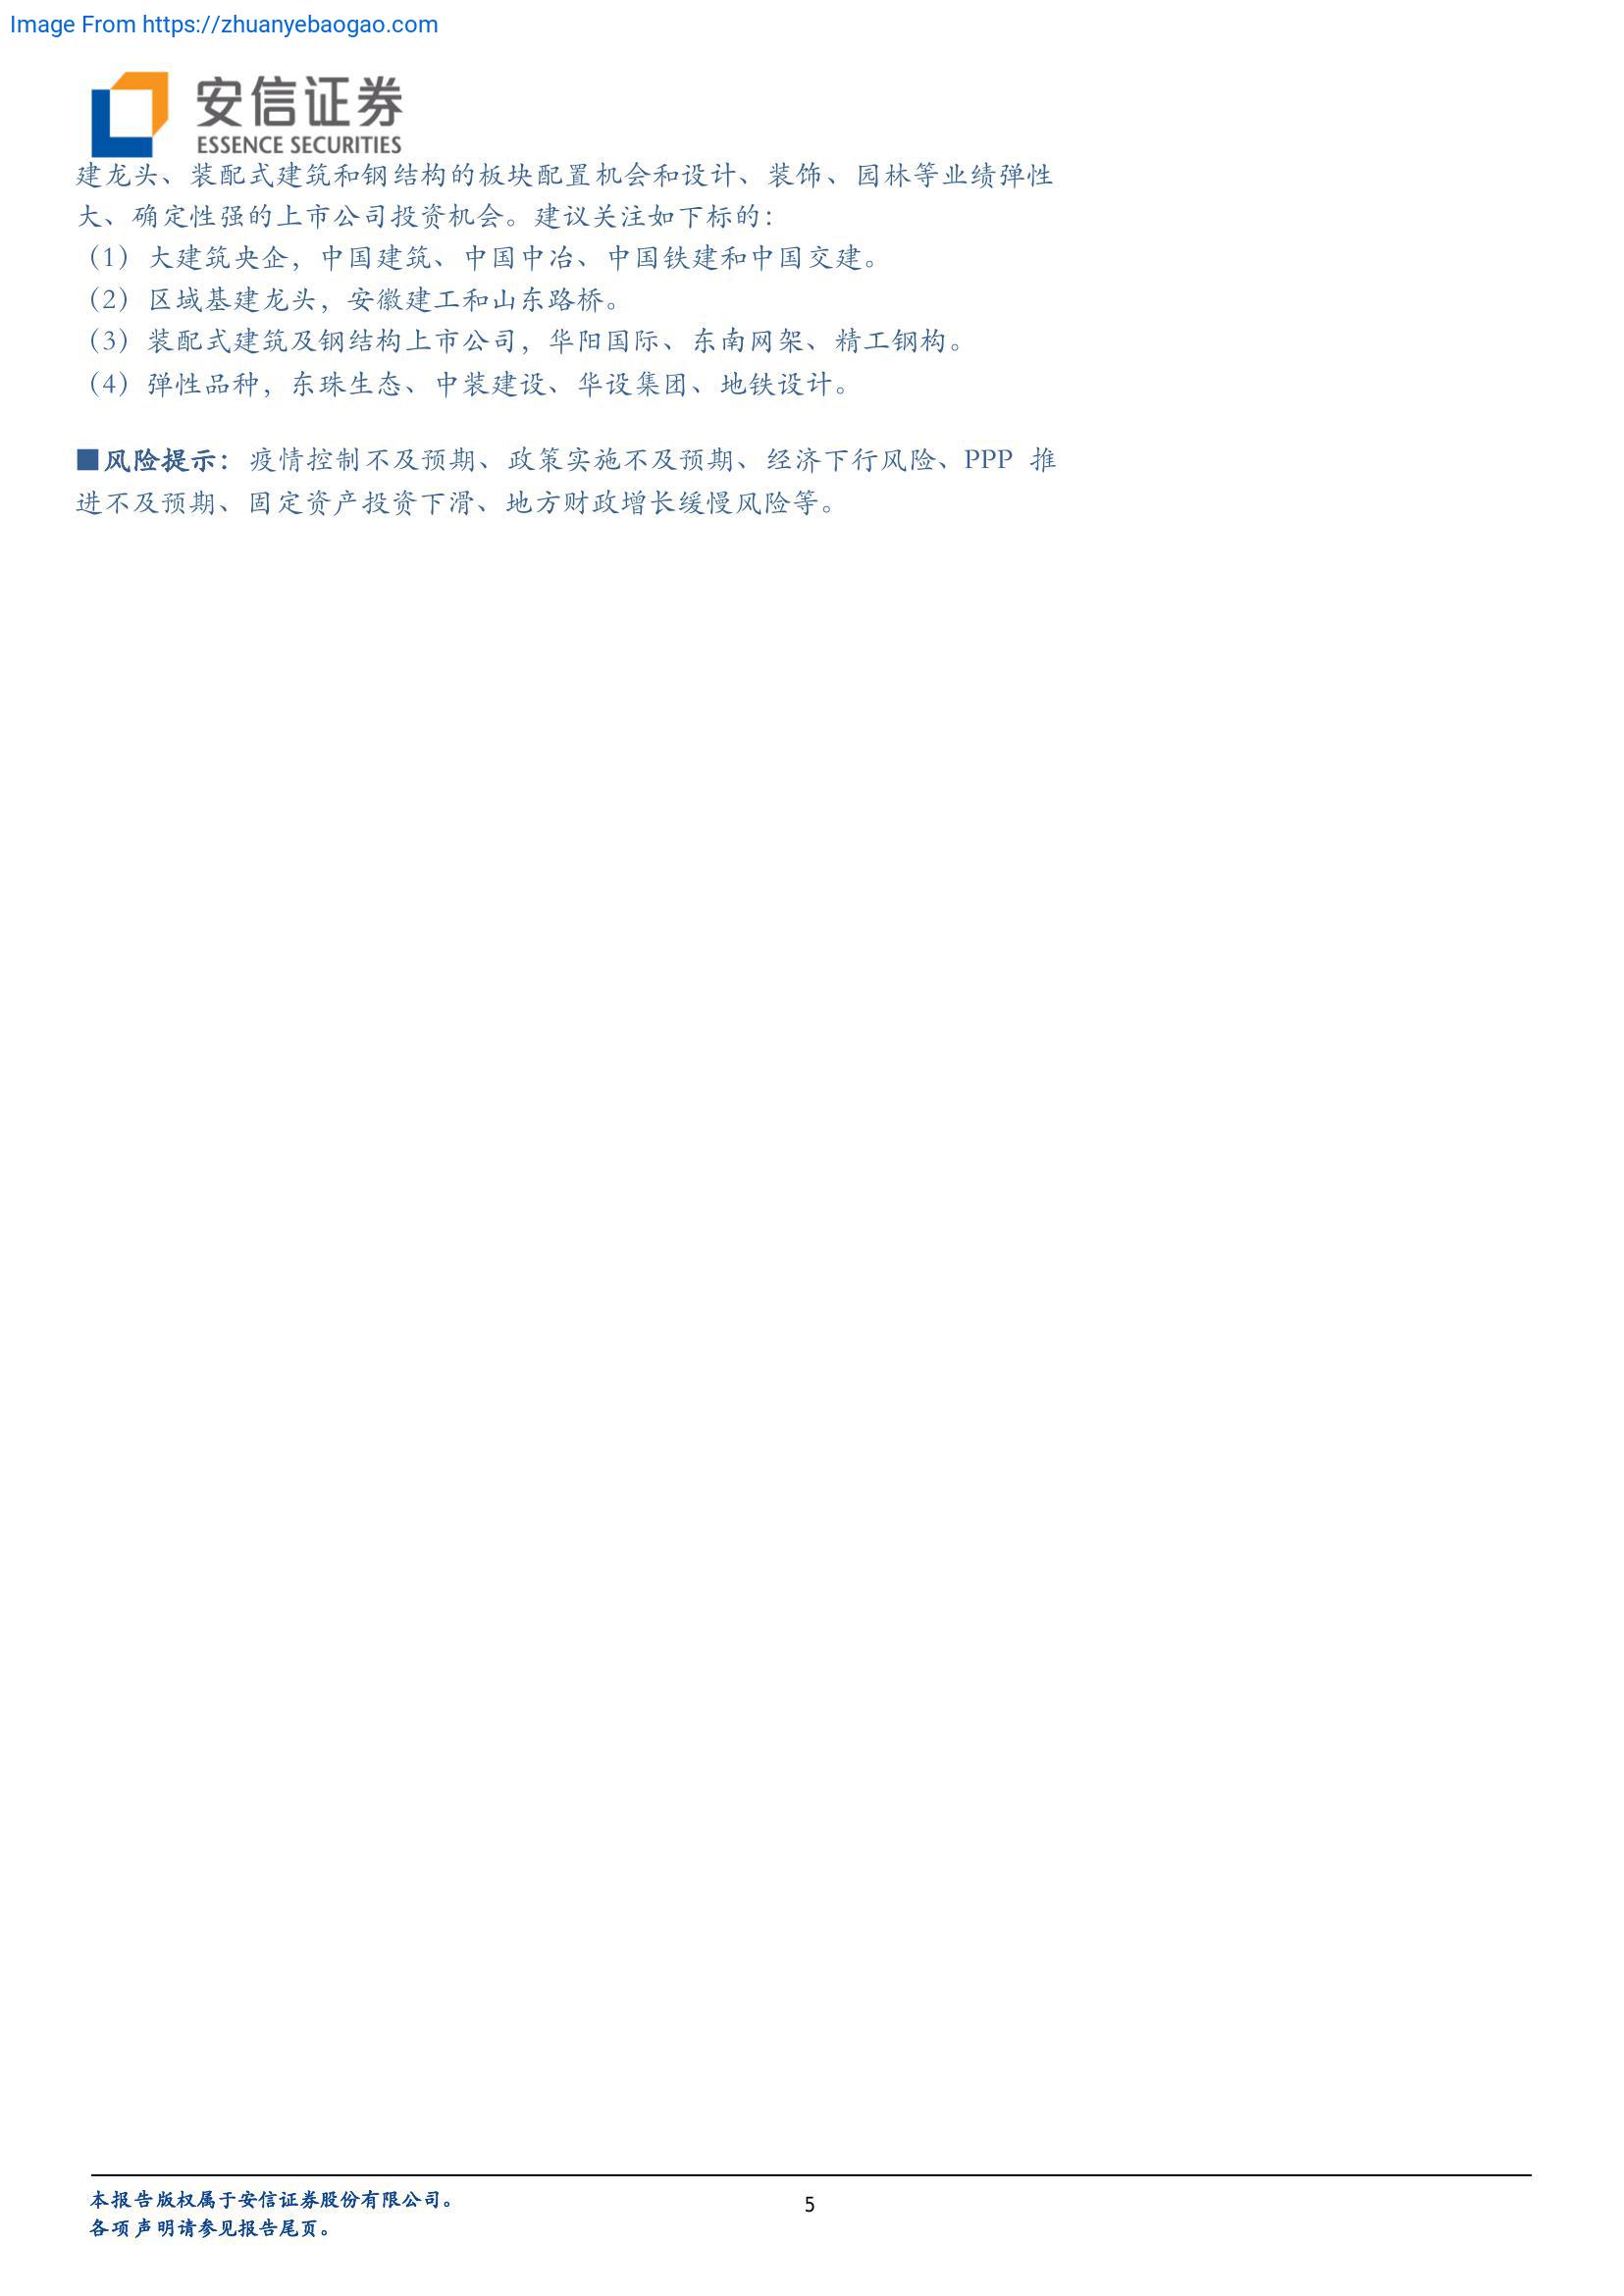 Image From https://zhuanyebaogao.com
安信证券
ESSENCE SECURITIES
建龙头、装配式建筑和钢结构的板块配置机会和设计、装饰、园林等业绩弹性
大、确定性强的上市公司投资机会。建议关注如下标的：
（1）大建筑央企，中国建筑、中国中冶、中国铁建和中国交建。
（2）区域基建龙头，安徽建工和山东路桥。
（3）装配式建筑及钢结构上市公司，华阳国际、东南网架、精工钢构。
（4）弹性品种，东珠生态、中装建设、华设集团、地铁设计。
■风险提示：疫情控制不及预期、政策实施不及预期、经济下行风险、PPP 推
进不及预期、固定资产投资下滑、地方财政增长缓慢风险等。
本报告版权属于安信证券股份有限公司。
各项声明请参见报告尾页。
5